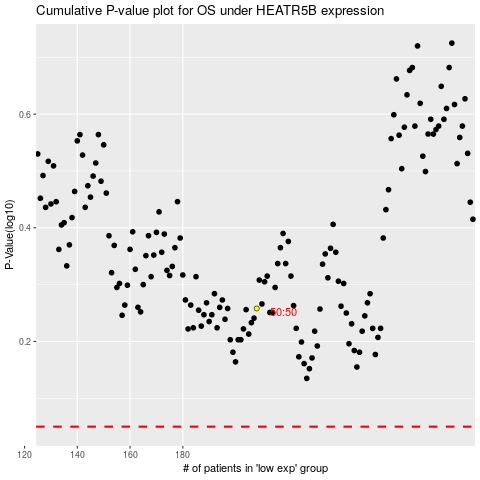 Cumulative P-value plot for OS under HEATR5B expression
P-Value(log10)
0.6
0.4
0.2
50:50
120 140 160 180
# of patients in 'low exp' group